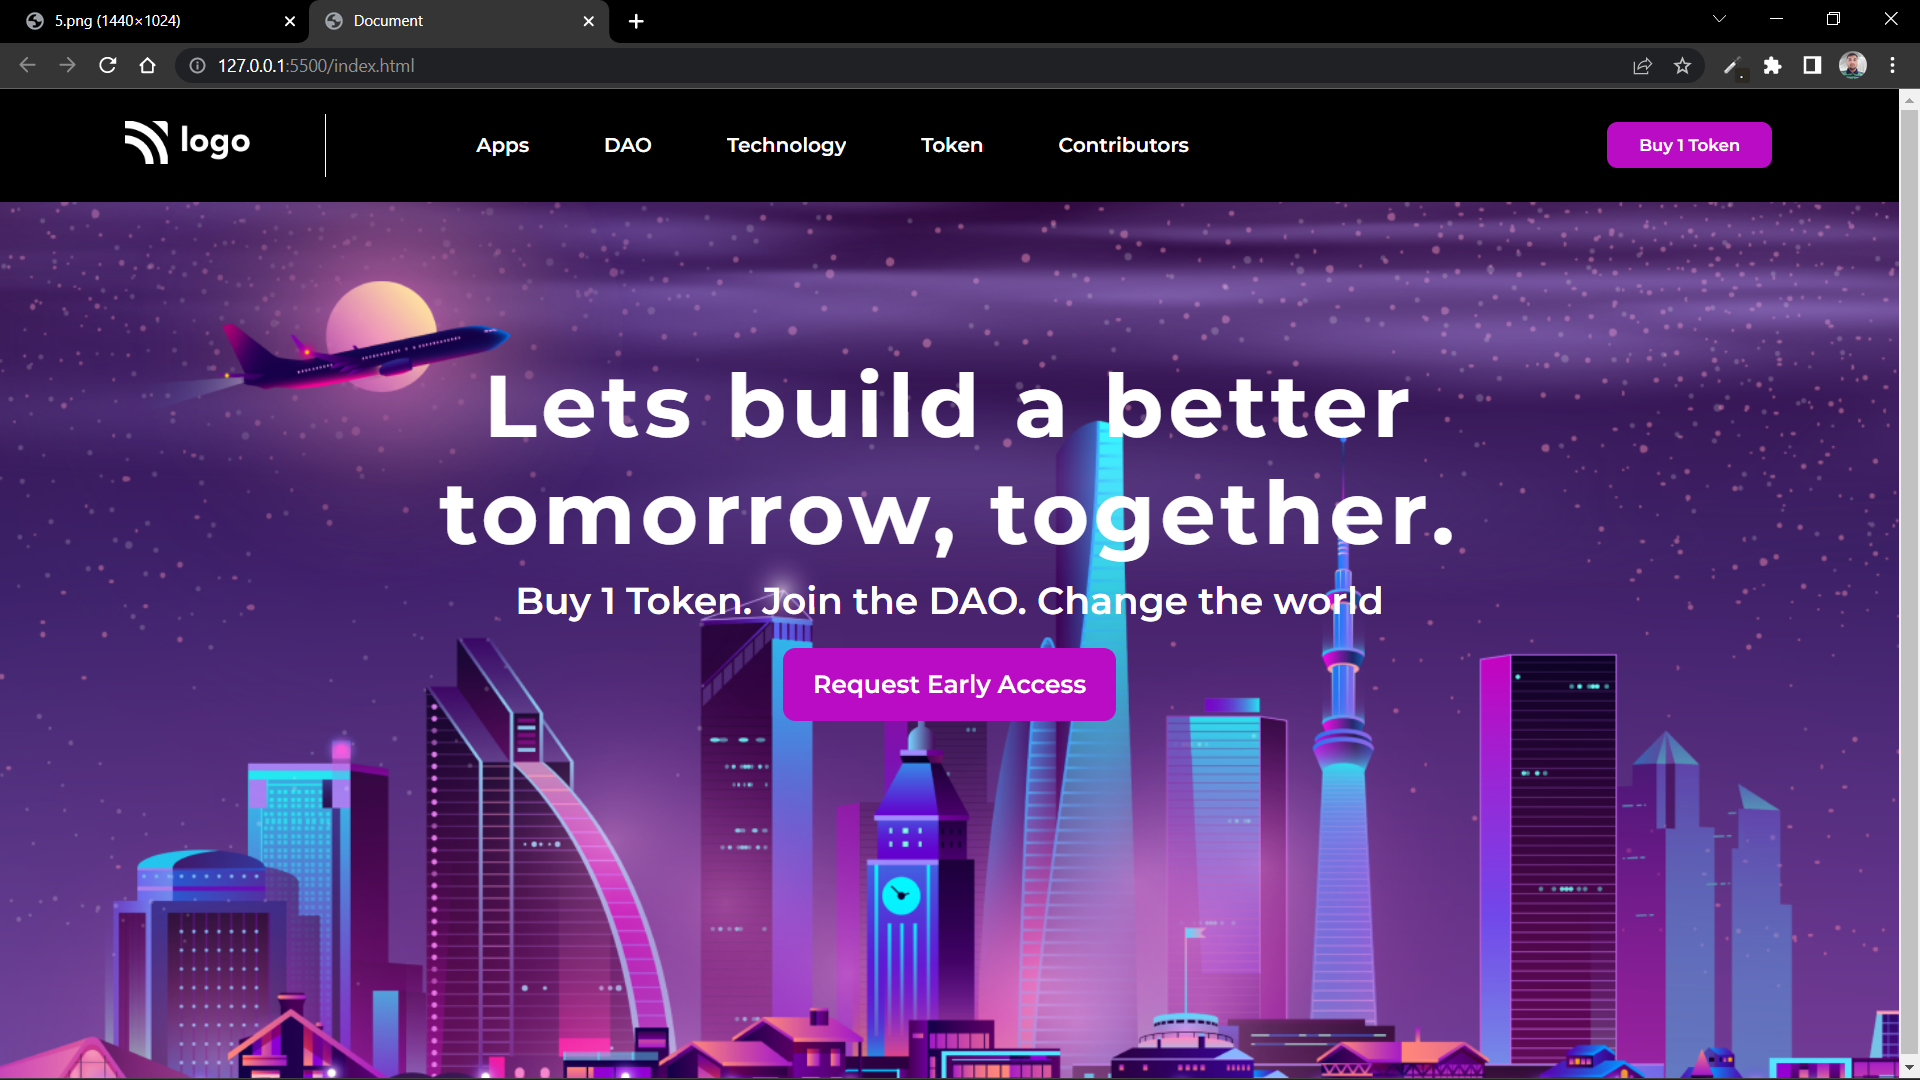 5.png (1440×1024)
Document
127.0.0.1:5500/index.html
logo
Apps
DAO
Technology
Token
Contributors
Buy 1 Token
Lets build a better
tomorrow, together.
Buy 1 Token. Join the DAO. Change the world
Request Early Access